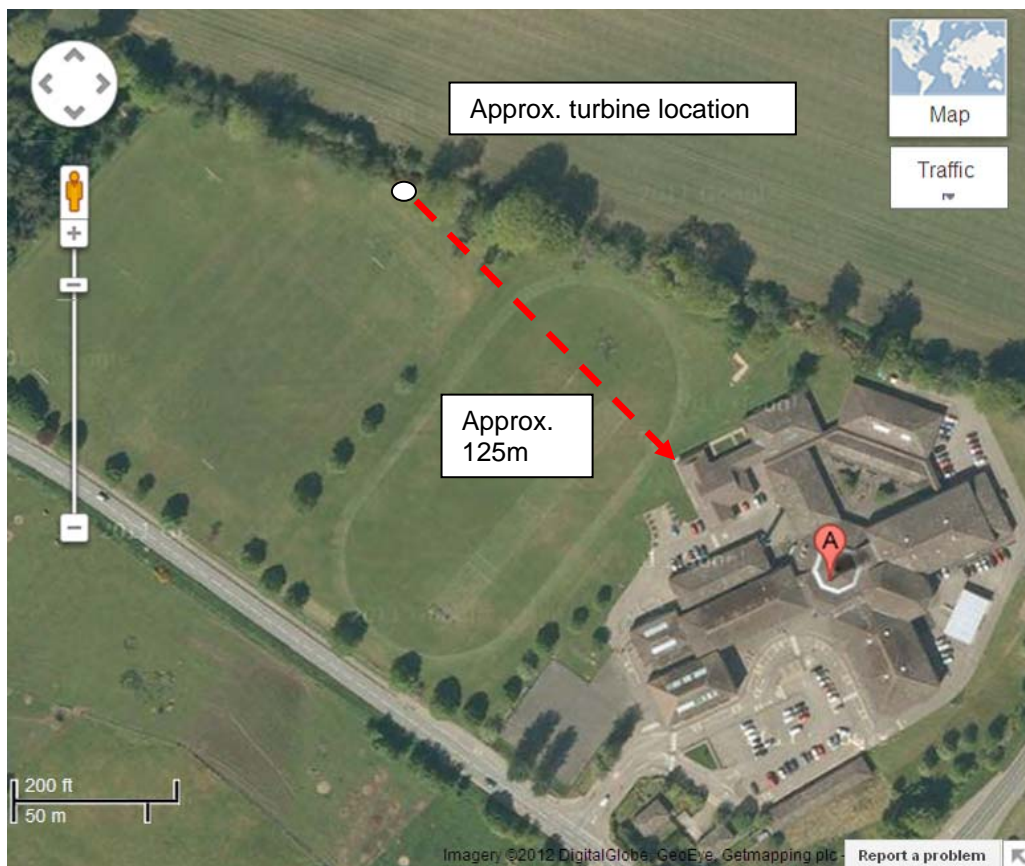 Approx. turbine location
Map
Traffic
Approx.
125m
A
200 ft
50 m
Imagery ©2012 DigitalGlobe, GeoEye, Getmapping plc -
Report a problem